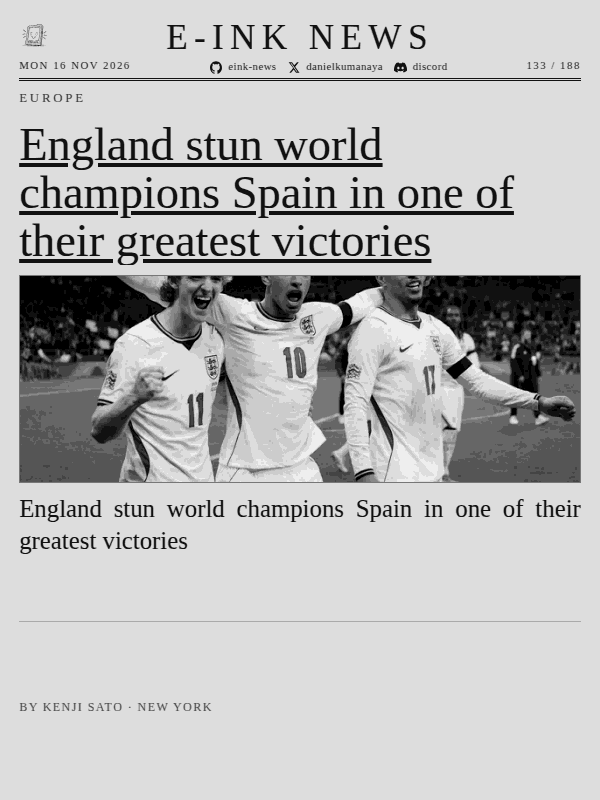 E-INK NEWS
MON 16 NOV 2026
eink-news
danielkumanaya
discord
133 / 188
EUROPE
England stun world
champions Spain in one of
their greatest victories
11
10
17
England stun world champions Spain in one of their
greatest victories
BY KENJI SATO · NEW YORK